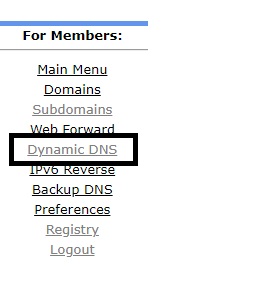 For Members:
Main Menu
Domains
Subdomains
Web Forward
Dynamic DNS
IPv6 Reverse
Backup DNS
Preferences
Registry
Logout